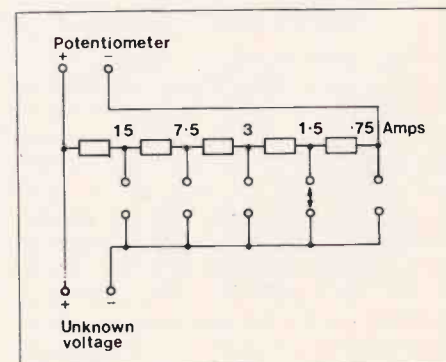 Potentiometer
+ −
15 7·5 3 1·5 ·75 Amps
+ −
Unknown
voltage